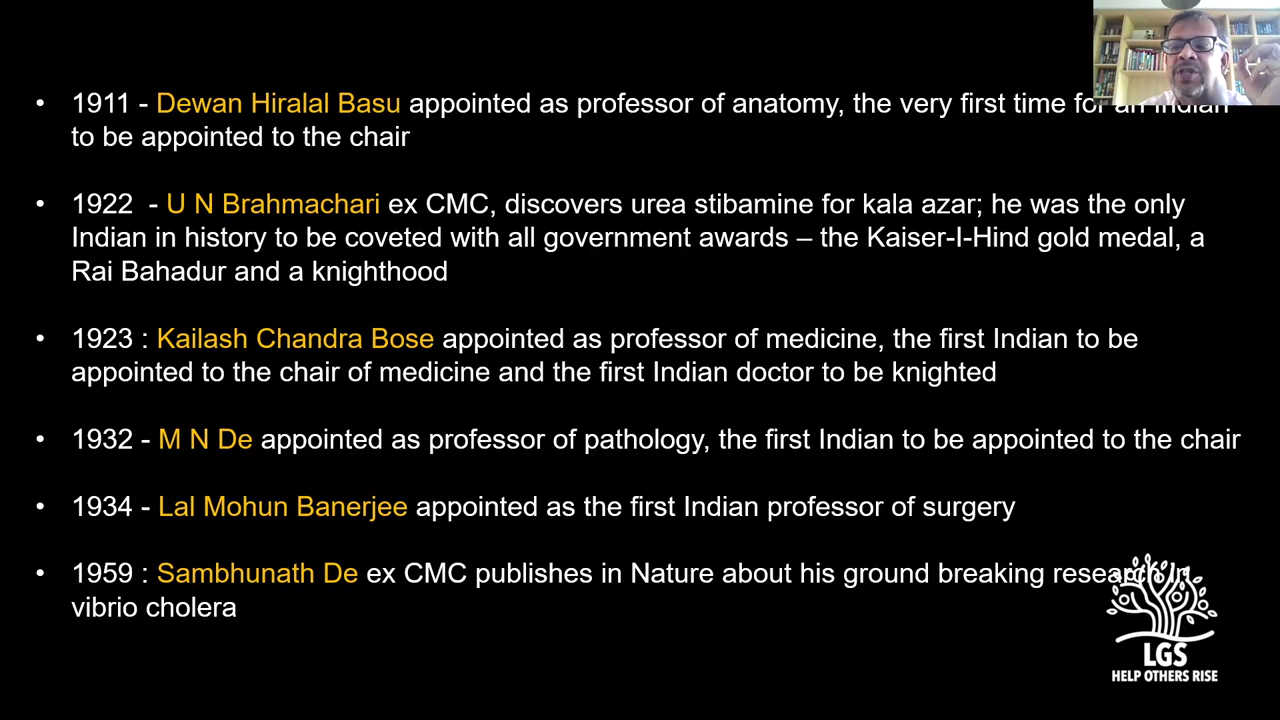 • 1911 - Dewan Hiralal Basu appointed as professor of anatomy, the very first time for an Indian
to be appointed to the chair
• 1922 - U N Brahmachari ex CMC, discovers urea stibamine for kala azar; he was the only
Indian in history to be coveted with all government awards – the Kaiser-I-Hind gold medal, a
Rai Bahadur and a knighthood
• 1923 : Kailash Chandra Bose appointed as professor of medicine, the first Indian to be
appointed to the chair of medicine and the first Indian doctor to be knighted
• 1932 - M N De appointed as professor of pathology, the first Indian to be appointed to the chair
• 1934 - Lal Mohun Banerjee appointed as the first Indian professor of surgery
• 1959 : Sambhunath De ex CMC publishes in Nature about his ground breaking research in
vibrio cholera
LGS
HELP OTHERS RISE